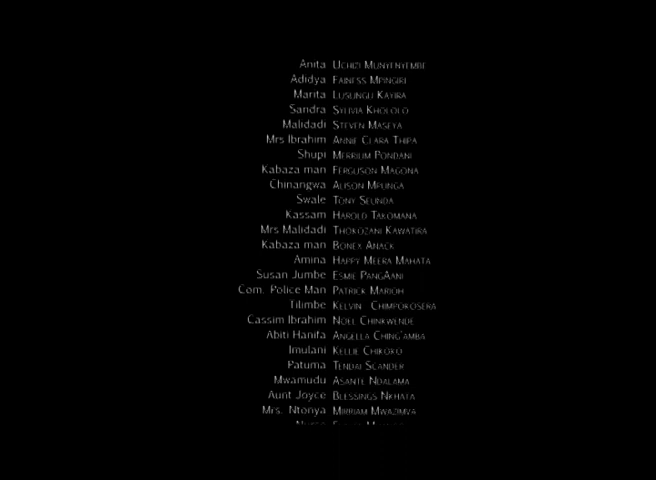 Anita UCHIZI MUNYENYEMBE
Adidya FAINESS MPINGIRI
Marita LUSUNGU KAYIRA
Sandra SYLIVIA KHOLOLO
Malidadi STEVEN MASEYA
Mrs Ibrahim ANNIE CLARA THIPA
Shupi MERRIUM PONDANI
Kabaza man FERGUSON MAGONA
Chinangwa ALISON MPUNGA
Swale TONY SEUNDA
Kassam HAROLD TAKOMANA
Mrs Malidadi THOKOZANI KAWATIRA
Kabaza man BONEX ANACK
Amina HAPPY MEERA MAHATA
Susan Jumbe ESMIE PANGAANI
Com. Police Man PATRICK MARIOH
Tilimbe KELVIN CHIMPOKOSERA
Cassim Ibrahim NOEL CHINKWENDE
Abiti Hanifa ANGELLA CHING'AMBA
Imulani KELLIE CHIKOKO
Patuma TENDAI SCANDER
Mwamudu ASANTE NDALAMA
Aunt Joyce BLESSINGS NKHATA
Mrs. Ntonya MIRRIAM MWAZIMVA